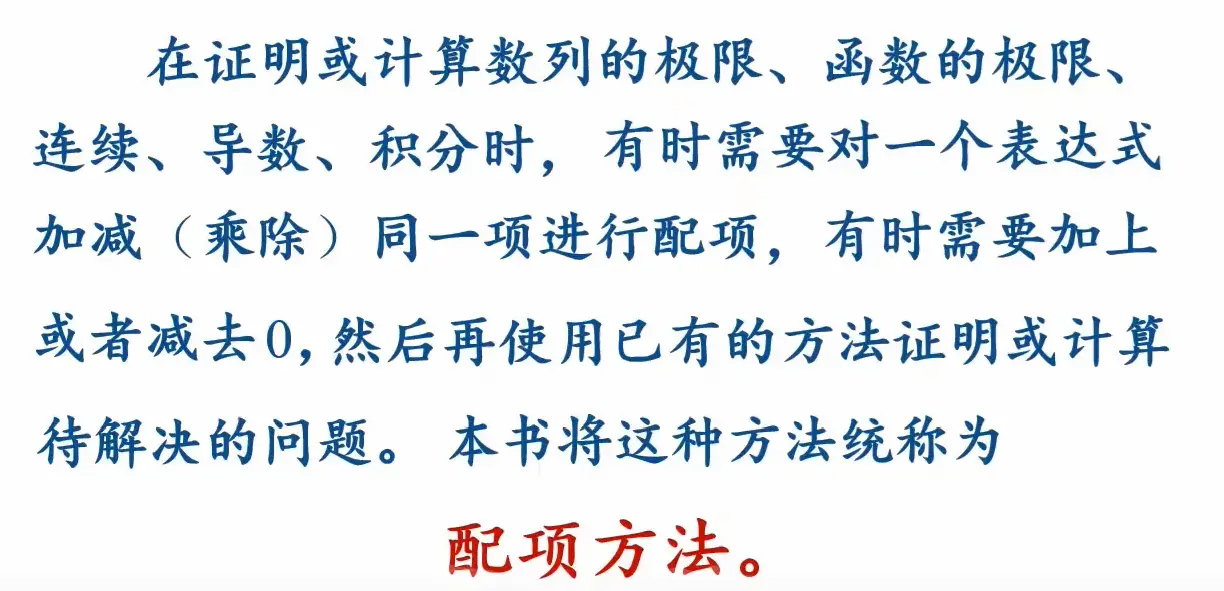 在证明或计算数列的极限、函数的极限、
连续、导数、积分时，有时需要对一个表达式
加减（乘除）同一项进行配项，有时需要加上
或者减去0,然后再使用已有的方法证明或计算
待解决的问题。本书将这种方法统称为
配项方法。